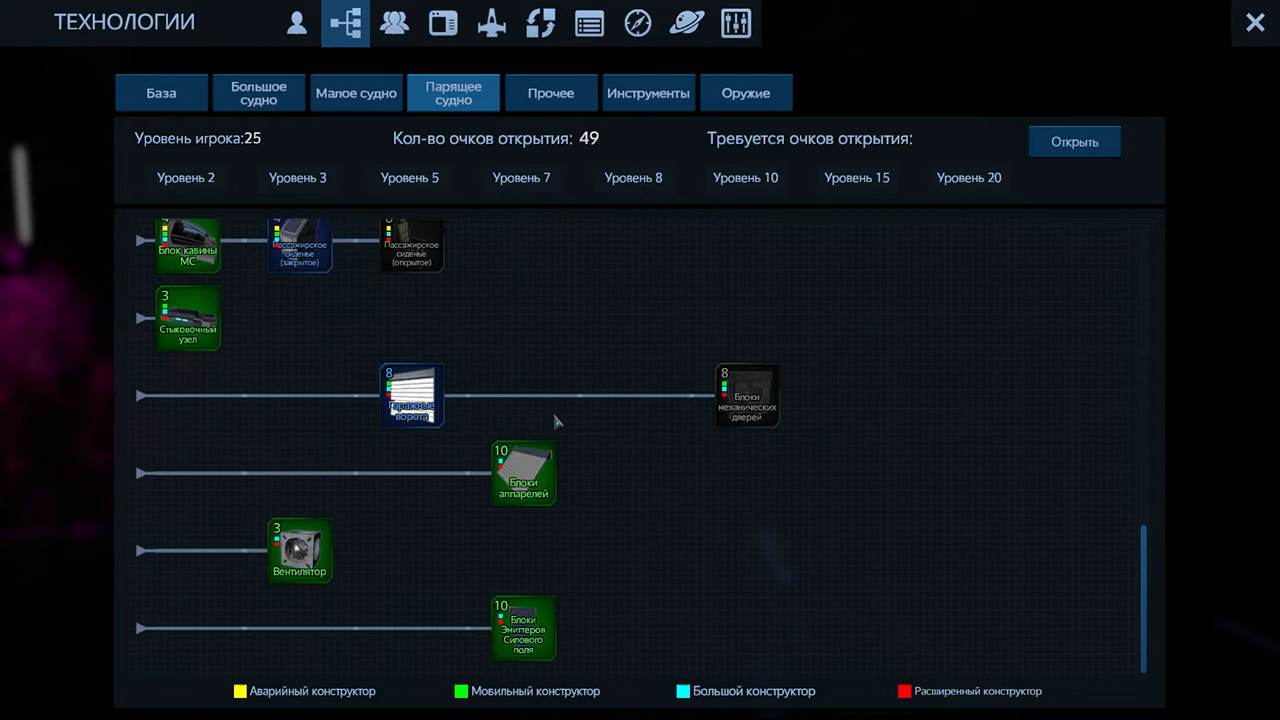 ТЕХНОЛОГИИ
База
Большое
судно
Малое судно
Парящее
судно
Прочее
Инструменты
Оружие
Уровень игрока:25
Кол-во очков открытия: 49
Требуется очков открытия:
Открыть
Уровень 2
Уровень 3
Уровень 5
Уровень 7
Уровень 8
Уровень 10
Уровень 15
Уровень 20
Блок кабины
МС
Пассажирское
сиденье
(закрытое)
Пассажирское
сиденье
(открытое)
3
Стыковочный
узел
8
Гаражные
ворота
8
Блоки
механических
дверей
10
Блоки
аппарелей
3
Вентилятор
10
Блоки
Эмиттеров
Силового
поля
Аварийный конструктор
Мобильный конструктор
Большой конструктор
Расширенный конструктор